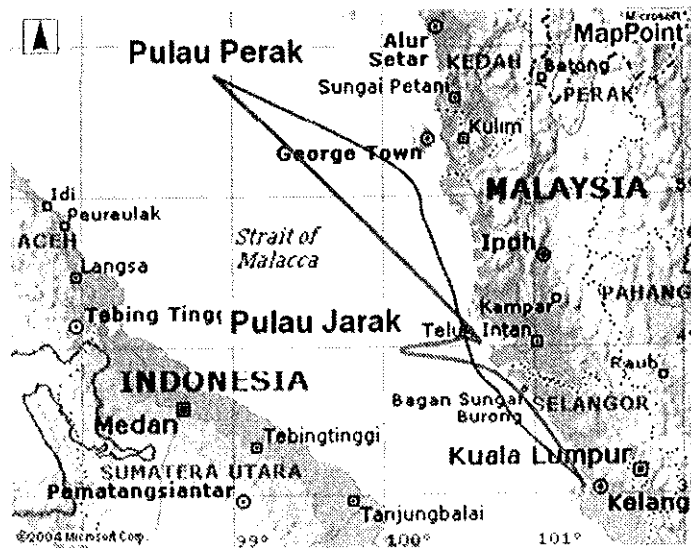 Microsoft
MapPoint
Pulau Perak
Alur
Setar
KEDAH
Betong
Sungai Petani
PERAK
Kulim
George Town
MALAYSIA
Idi
Peureulak
ACEH
Strait of
Malacca
Ipoh
Langsa
Kampar
PAHANG
Tebing Tingg
Pulau Jarak
Teluk Intan
Raub
INDONESIA
Bagan Sungai
Burong
SELANGOR
Medan
Tebingtinggi
Kuala Lumpur
SUMATERA UTARA
Pematangsiantar
Kelang
Tanjungbalai
©2004 Microsoft Corp.
99°
100°
101°